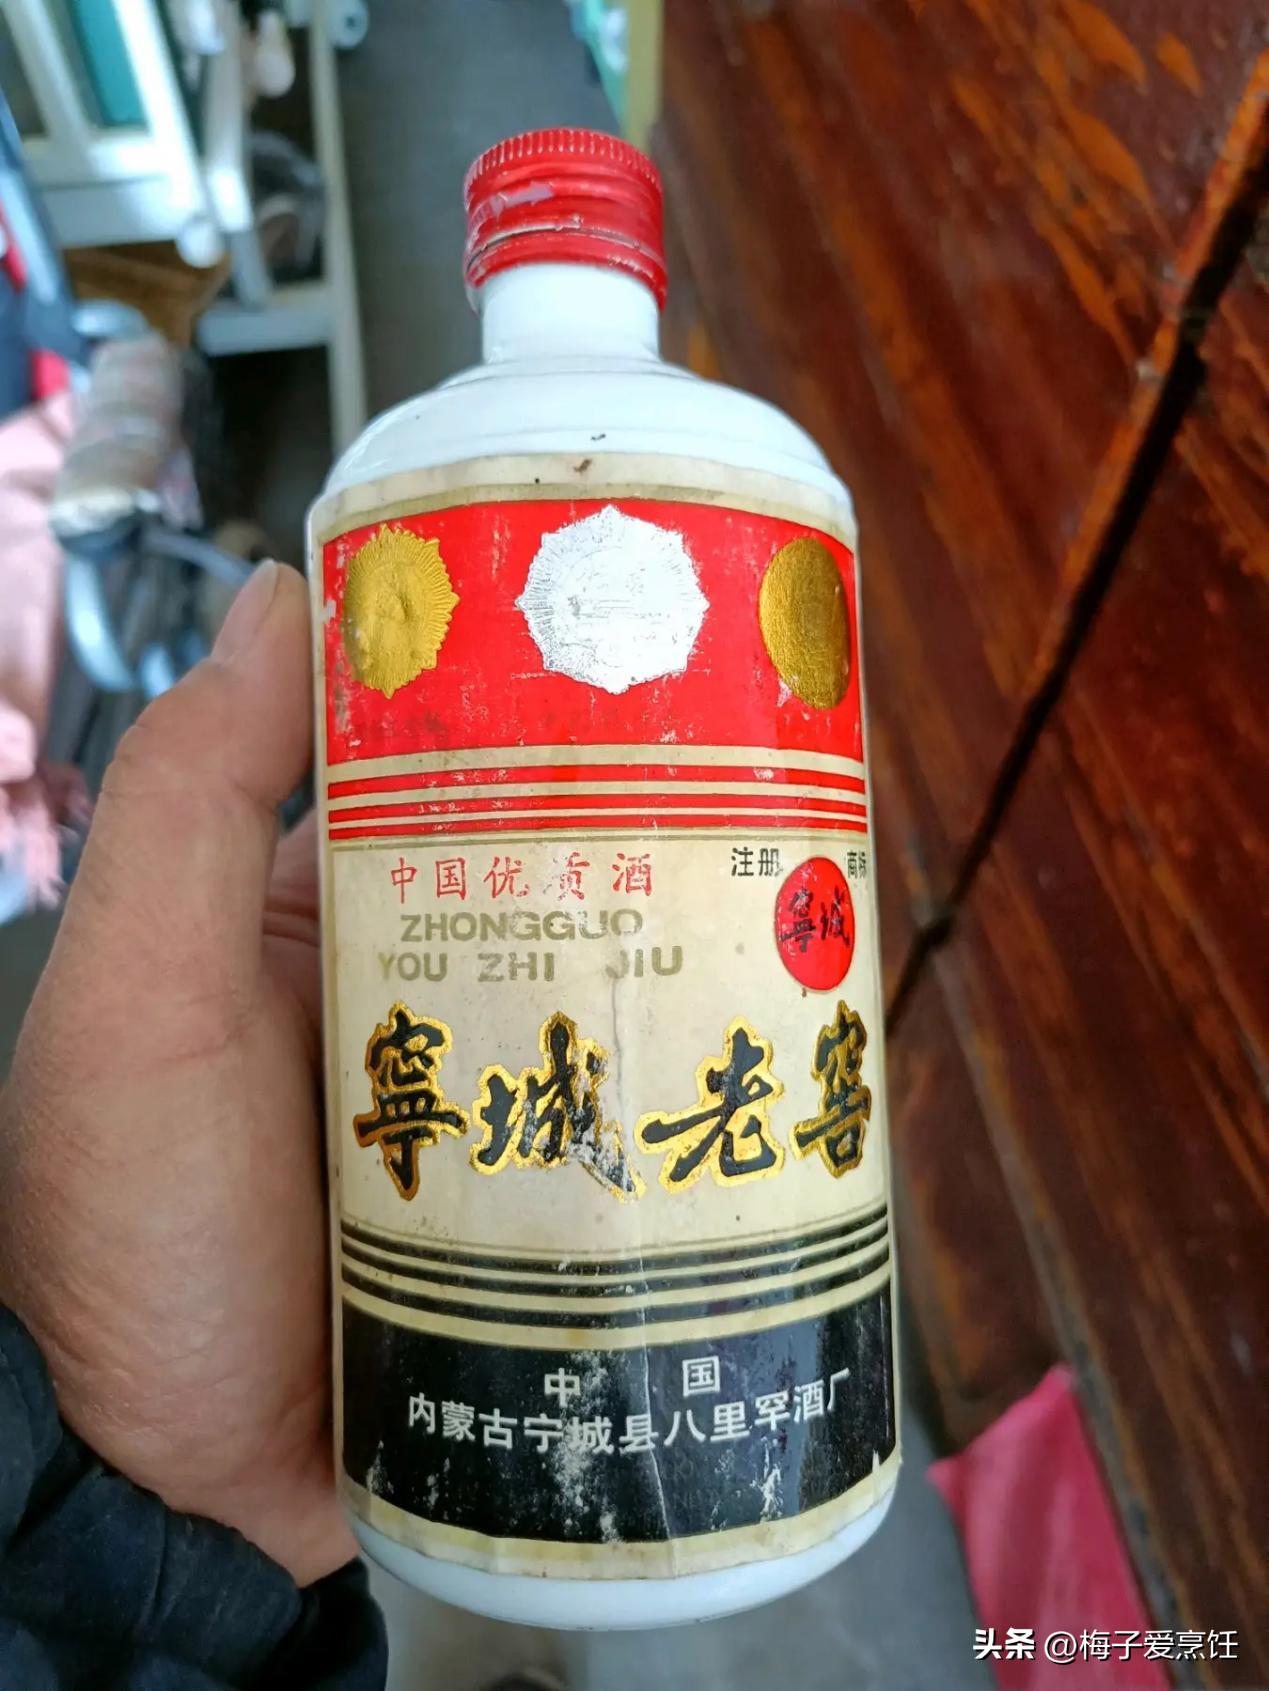 中国优质酒
ZHONGGUO
YOU ZHI JIU
注册 商标
寧城
寧城老窖
中国
内蒙古宁城县八里罕酒厂
头条 @梅子爱烹饪